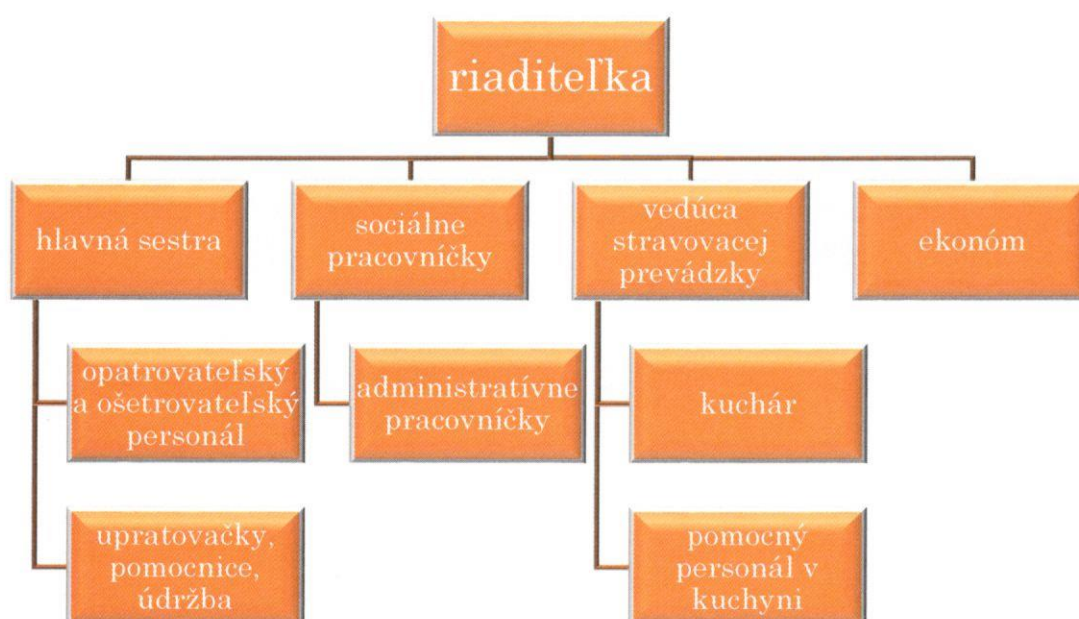 riaditeľka
hlavná sestra
sociálne
pracovníčky
vedúca
stravovacej
prevádzky
ekonóm
opatrovateľský
a ošetrovateľský
personál
administratívne
pracovníčky
kuchár
upratovačky,
pomocnice,
údržba
pomocný
personál v
kuchyni